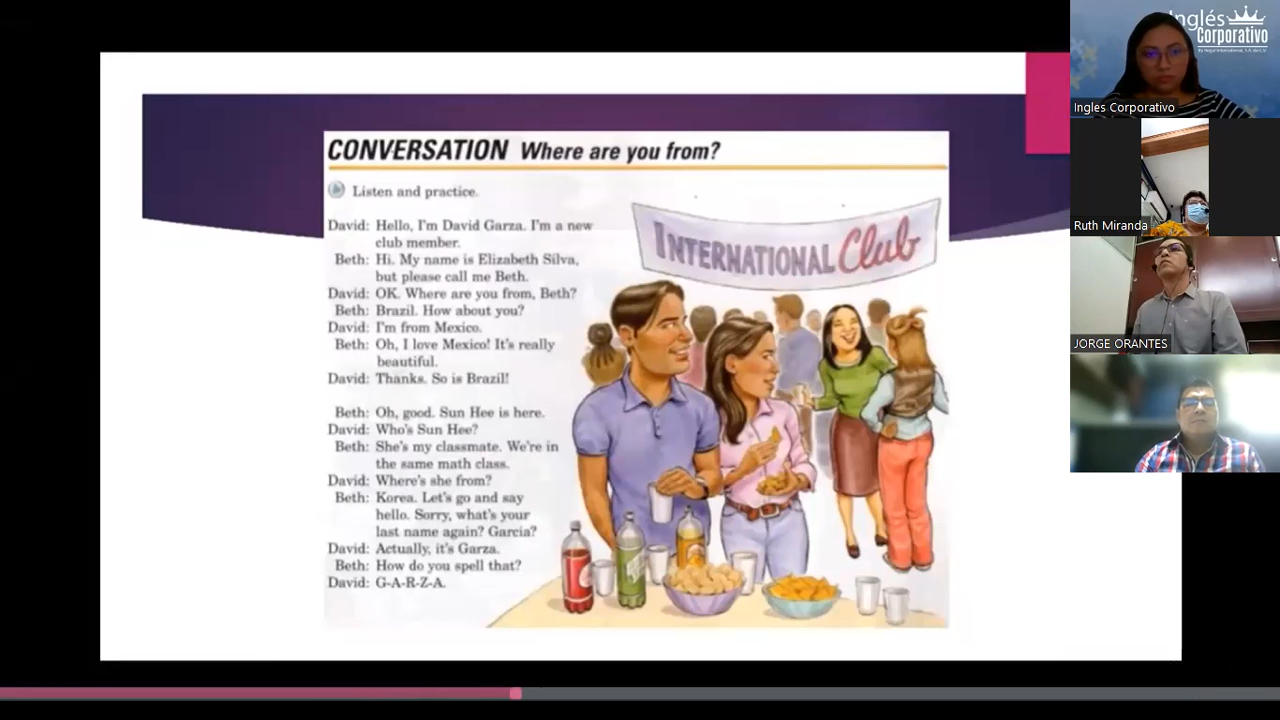 CONVERSATION Where are you from?
Listen and practice.
David: Hello, I'm David Garza. I'm a new
club member.
Beth: Hi. My name is Elizabeth Silva,
but please call me Beth.
David: OK. Where are you from, Beth?
Beth: Brazil. How about you?
David: I'm from Mexico.
Beth: Oh, I love Mexico! It's really
beautiful.
David: Thanks. So is Brazil!
Beth: Oh, good. Sun Hee is here.
David: Who's Sun Hee?
Beth: She's my classmate. We're in
the same math class.
David: Where's she from?
Beth: Korea. Let's go and say
hello. Sorry, what's your
last name again? Garcia?
David: Actually, it's Garza.
Beth: How do you spell that?
David: G-A-R-Z-A.
INTERNATIONAL Club
Inglés
Corporativo
Ingles Corporativo
Ruth Miranda
JORGE ORANTES